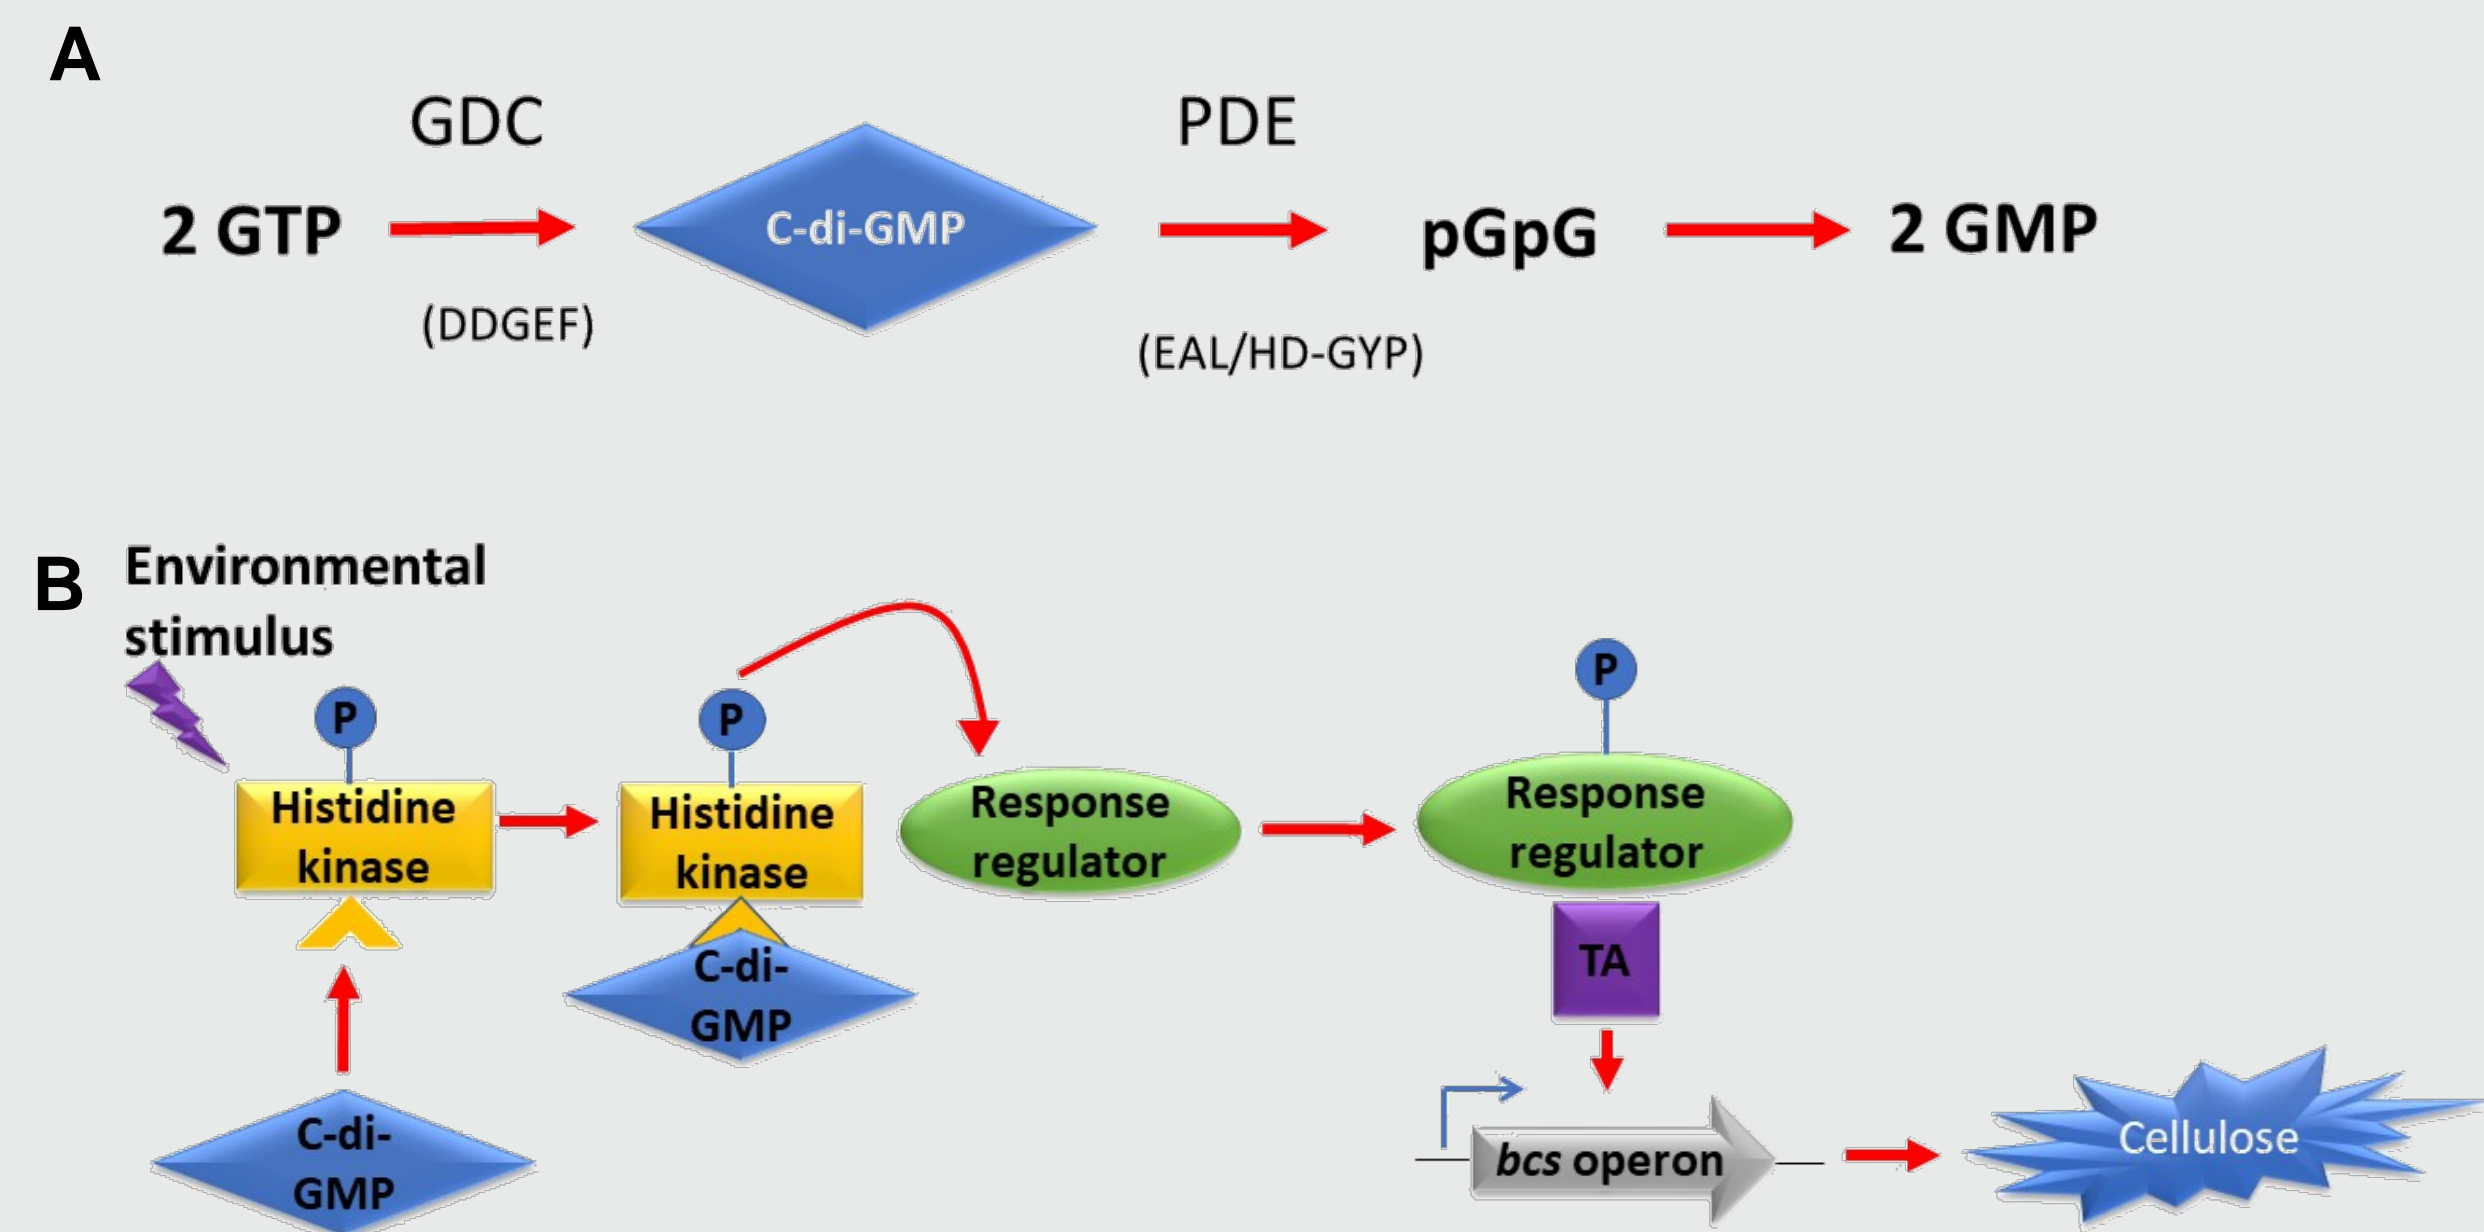 A
GDC
PDE
2 GTP
C-di-GMP
pGpG
2 GMP
(DDGEF)
(EAL/HD-GYP)
B
Environmental
stimulus
P
Histidine
kinase
C-di-
GMP
P
Histidine
kinase
C-di-
GMP
Response
regulator
P
Response
regulator
TA
bcs operon
Cellulose